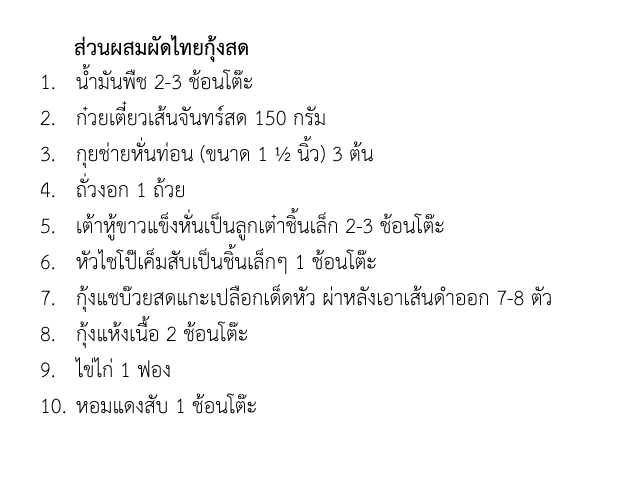 ส่วนผสมผัดไทยกุ้งสด
1. น้ำมันพืช 2-3 ช้อนโต๊ะ
2. ก๋วยเตี๋ยวเส้นจันทร์สด 150 กรัม
3. กุยช่ายหั่นท่อน (ขนาด 1 ½ นิ้ว) 3 ต้น
4. ถั่วงอก 1 ถ้วย
5. เต้าหู้ขาวแข็งหั่นเป็นลูกเต๋าชิ้นเล็ก 2-3 ช้อนโต๊ะ
6. หัวไชโป๊เค็มสับเป็นชิ้นเล็กๆ 1 ช้อนโต๊ะ
7. กุ้งแชบ๊วยสดแกะเปลือกเด็ดหัว ผ่าหลังเอาเส้นดำออก 7-8 ตัว
8. กุ้งแห้งเนื้อ 2 ช้อนโต๊ะ
9. ไข่ไก่ 1 ฟอง
10. หอมแดงสับ 1 ช้อนโต๊ะ